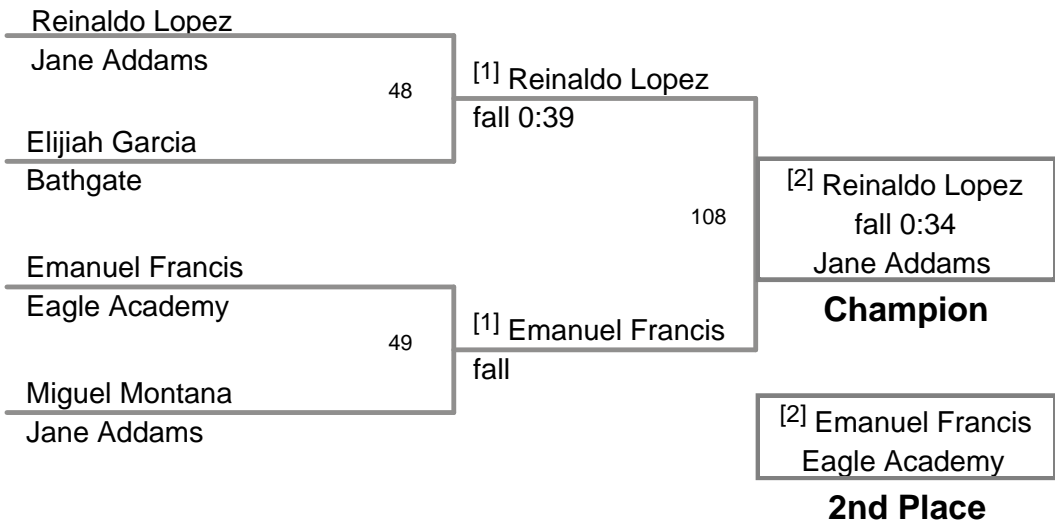 Reinaldo Lopez
Jane Addams
48
Elijiah Garcia
Bathgate
[1] Reinaldo Lopez
fall 0:39
Emanuel Francis
Eagle Academy
49
Miguel Montana
Jane Addams
[1] Emanuel Francis
fall
108
[2] Reinaldo Lopez
fall 0:34
Jane Addams
Champion
[2] Emanuel Francis
Eagle Academy
2nd Place